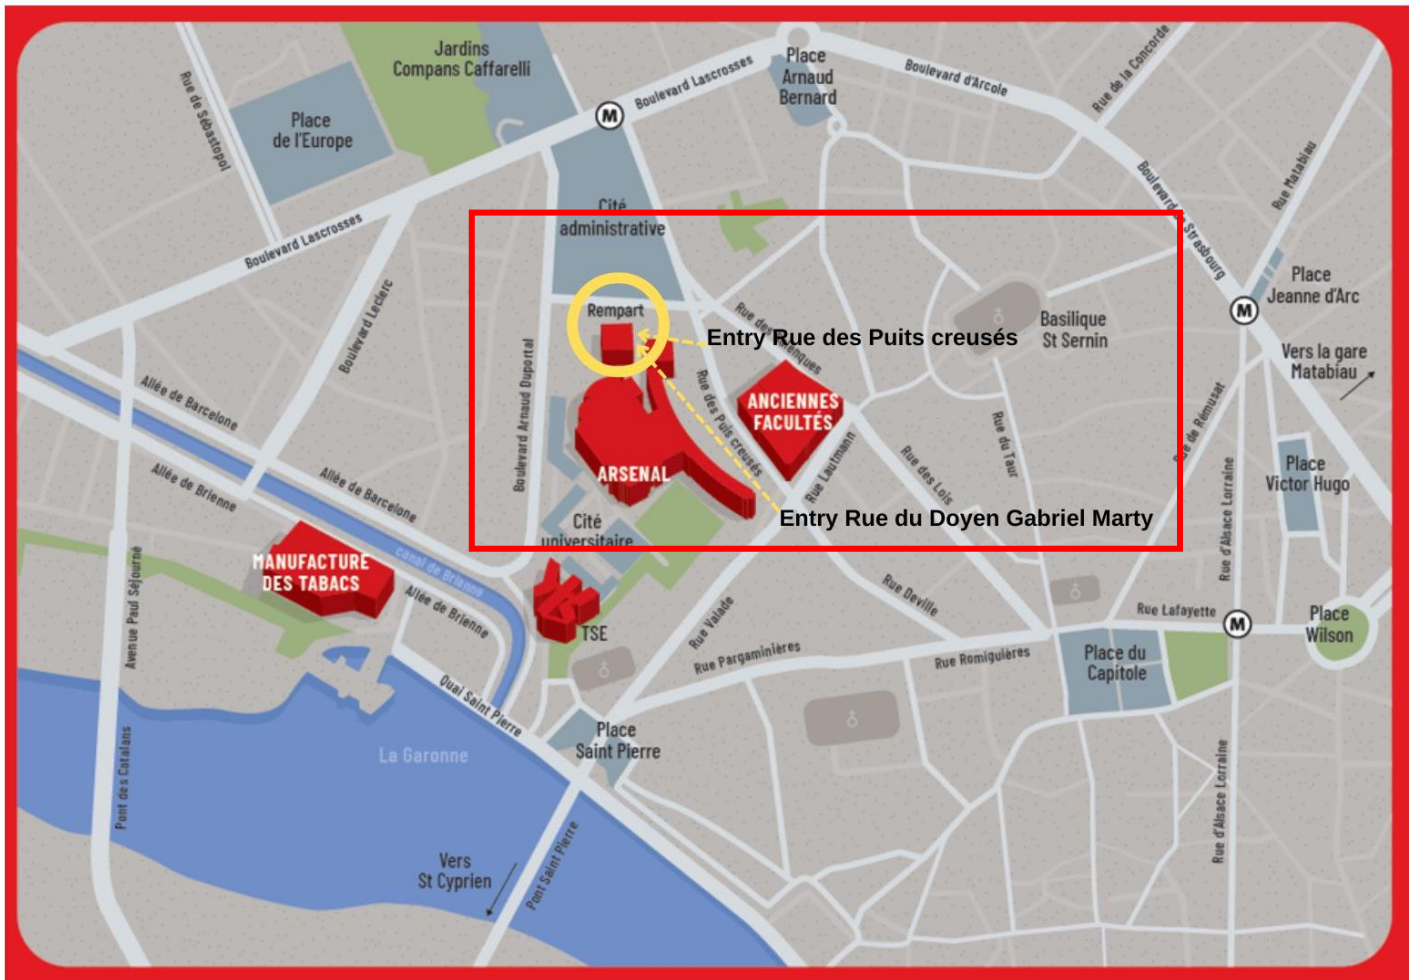 Jardins
Compans Caffarelli
Place
Arnaud
Bernard
Boulevard Lascrosses
Boulevard d'Arcole
Rue de la Concorde
Rue de Sébastopol
Place
de l'Europe
M
Rue Matabiau
Boulevard de Strasbourg
Cité
administrative
Boulevard Lascrosses
Place
Jeanne d'Arc
M
Rempart
Basilique
St Sernin
Entry Rue des Puits creusés
Rue des
Boulevard Leclerc
Vers la gare
Matabiau
Allée de Barcelone
Boulevard Arnaud Duportal
Rue des Puis creusés
ANCIENNES
FACULTÉS
Rue de Rémusat
Rue du Taur
ARSENAL
Rue Lautmann
Rue des Lois
Place
Victor Hugo
Allée de Brienne
Allée de Barcelone
Rue d'Alsace Lorraine
Cité
universitaire
Entry Rue du Doyen Gabriel Marty
MANUFACTURE
DES TABACS
canal de Brienne
Avenue Paul Séjourné
Allée de Brienne
TSE
Rue Deville
Rue Valade
Rue Lafayette
M
Place
Wilson
Rue Pargaminières
Rue Romiguières
Place du
Capitole
Quai Saint Pierre
Place
Saint Pierre
La Garonne
Pont des Catalans
Rue d'Alsace Lorraine
Vers
St Cyprien
Pont Saint Pierre